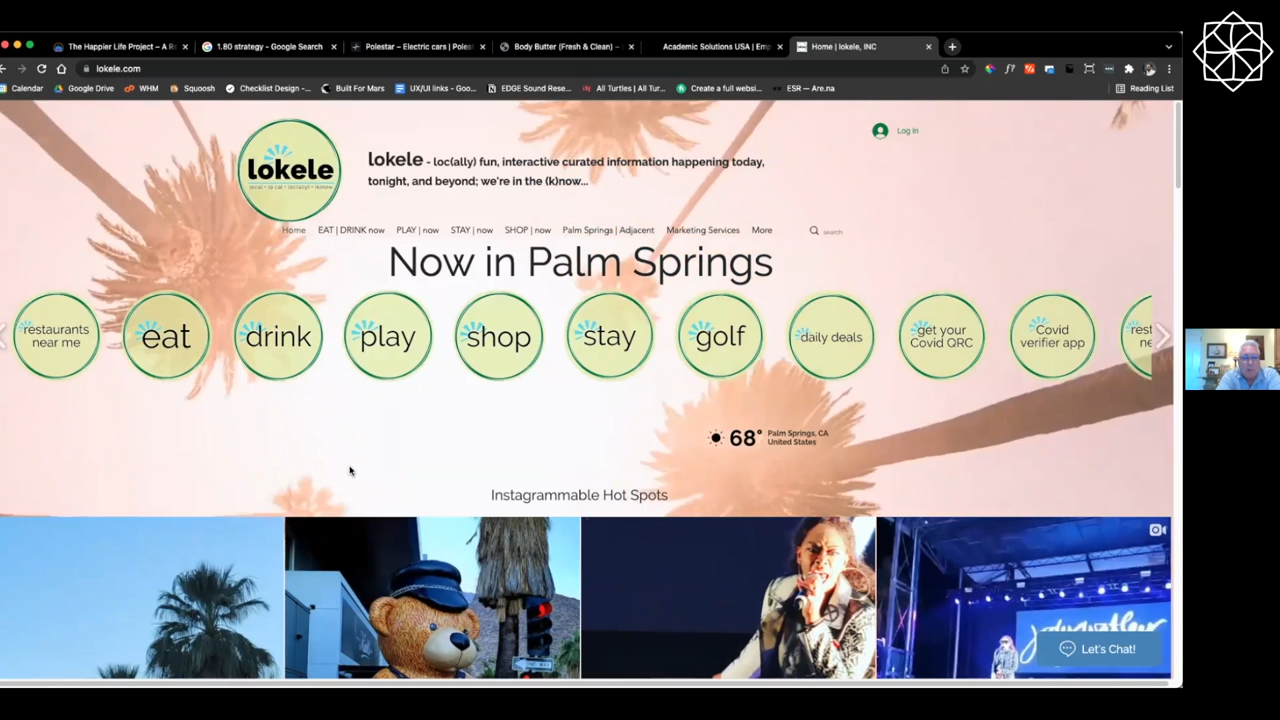 The Happier Life Project – A R
1.80 strategy - Google Search
Polestar – Electric cars | Poles
Body Butter (Fresh & Clean) –
Academic Solutions USA | Em
Home | lokele, INC
lokele.com
Calendar
Google Drive
WHM
Squoosh
Checklist Design -...
Built For Mars
UX/UI links - Goo...
EDGE Sound Rese...
All Turtles | All Tur...
Create a full websi...
ESR — Are.na
Reading List
Log In
lokele
lokele - loc(ally) fun, interactive curated information happening today,
tonight, and beyond; we're in the (k)now...
Home
EAT | DRINK now
PLAY | now
STAY | now
SHOP | now
Palm Springs | Adjacent
Marketing Services
More
search
Now in Palm Springs
restaurants
near me
eat
drink
play
shop
stay
golf
daily deals
get your
Covid QRC
Covid
verifier app
rest
ne
68°
Palm Springs, CA
United States
Instagrammable Hot Spots
Let's Chat!